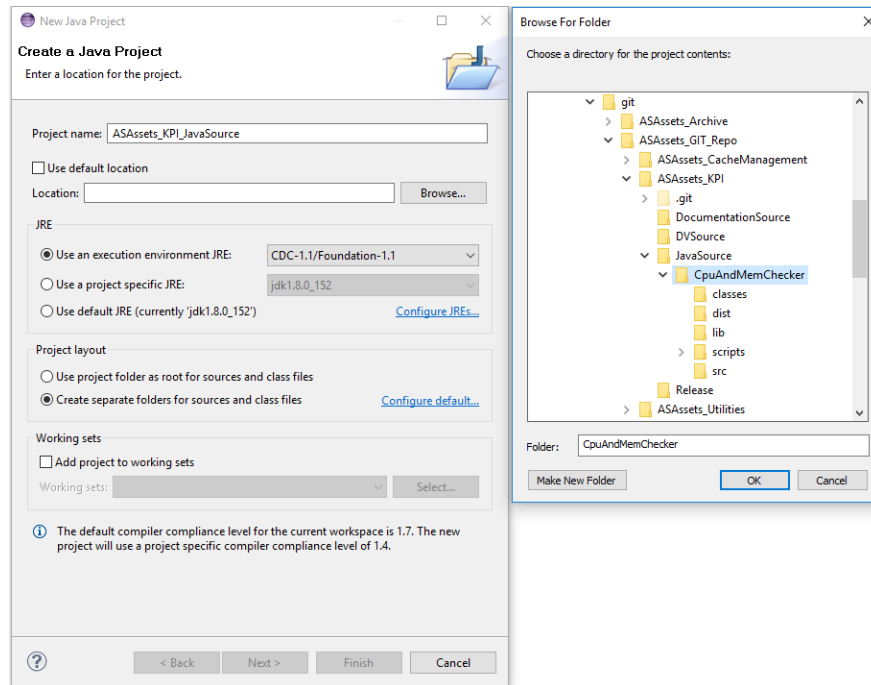 New Java Project
Create a Java Project
Enter a location for the project.
Project name: ASAssets_KPI_JavaSource
Use default location
Location: Browse...
JRE
Use an execution environment JRE: CDC-1.1/Foundation-1.1
Use a project specific JRE: jdk1.8.0_152
Use default JRE (currently 'jdk1.8.0_152') Configure JREs...
Project layout
Use project folder as root for sources and class files
Create separate folders for sources and class files Configure default...
Working sets
Add project to working sets
Working sets: Select...
The default compiler compliance level for the current workspace is 1.7. The new
project will use a project specific compiler compliance level of 1.4.
? < Back Next > Finish Cancel
Browse For Folder
Choose a directory for the project contents:
git
ASAssets_Archive
ASAssets_GIT_Repo
ASAssets_CacheManagement
ASAssets_KPI
.git
DocumentationSource
DVSource
JavaSource
CpuAndMemChecker
classes
dist
lib
scripts
src
Release
ASAssets_Utilities
Folder: CpuAndMemChecker
Make New Folder OK Cancel